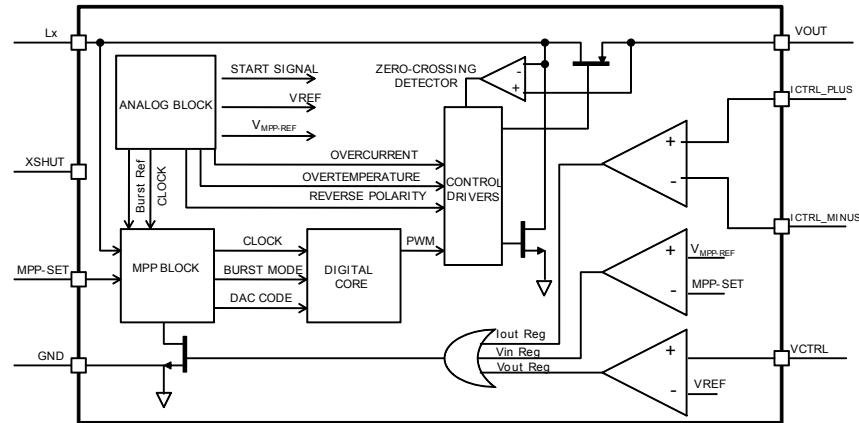 Lx
VOUT
START SIGNAL
ZERO-CROSSING
DETECTOR
-
+
ANALOG BLOCK
VREF
VMPP-REF
ICTRL_PLUS
+
-
XSHUT
Burst Ref
CLOCK
OVERCURRENT
OVERTEMPERATURE
REVERSE POLARITY
CONTROL
DRIVERS
ICTRL_MINUS
MPP-SET
MPP BLOCK
CLOCK
BURST MODE
DAC CODE
DIGITAL
CORE
PWM
+
VMPP-REF
-
MPP-SET
GND
Iout Reg
Vin Reg
Vout Reg
+
-
VREF
VCTRL